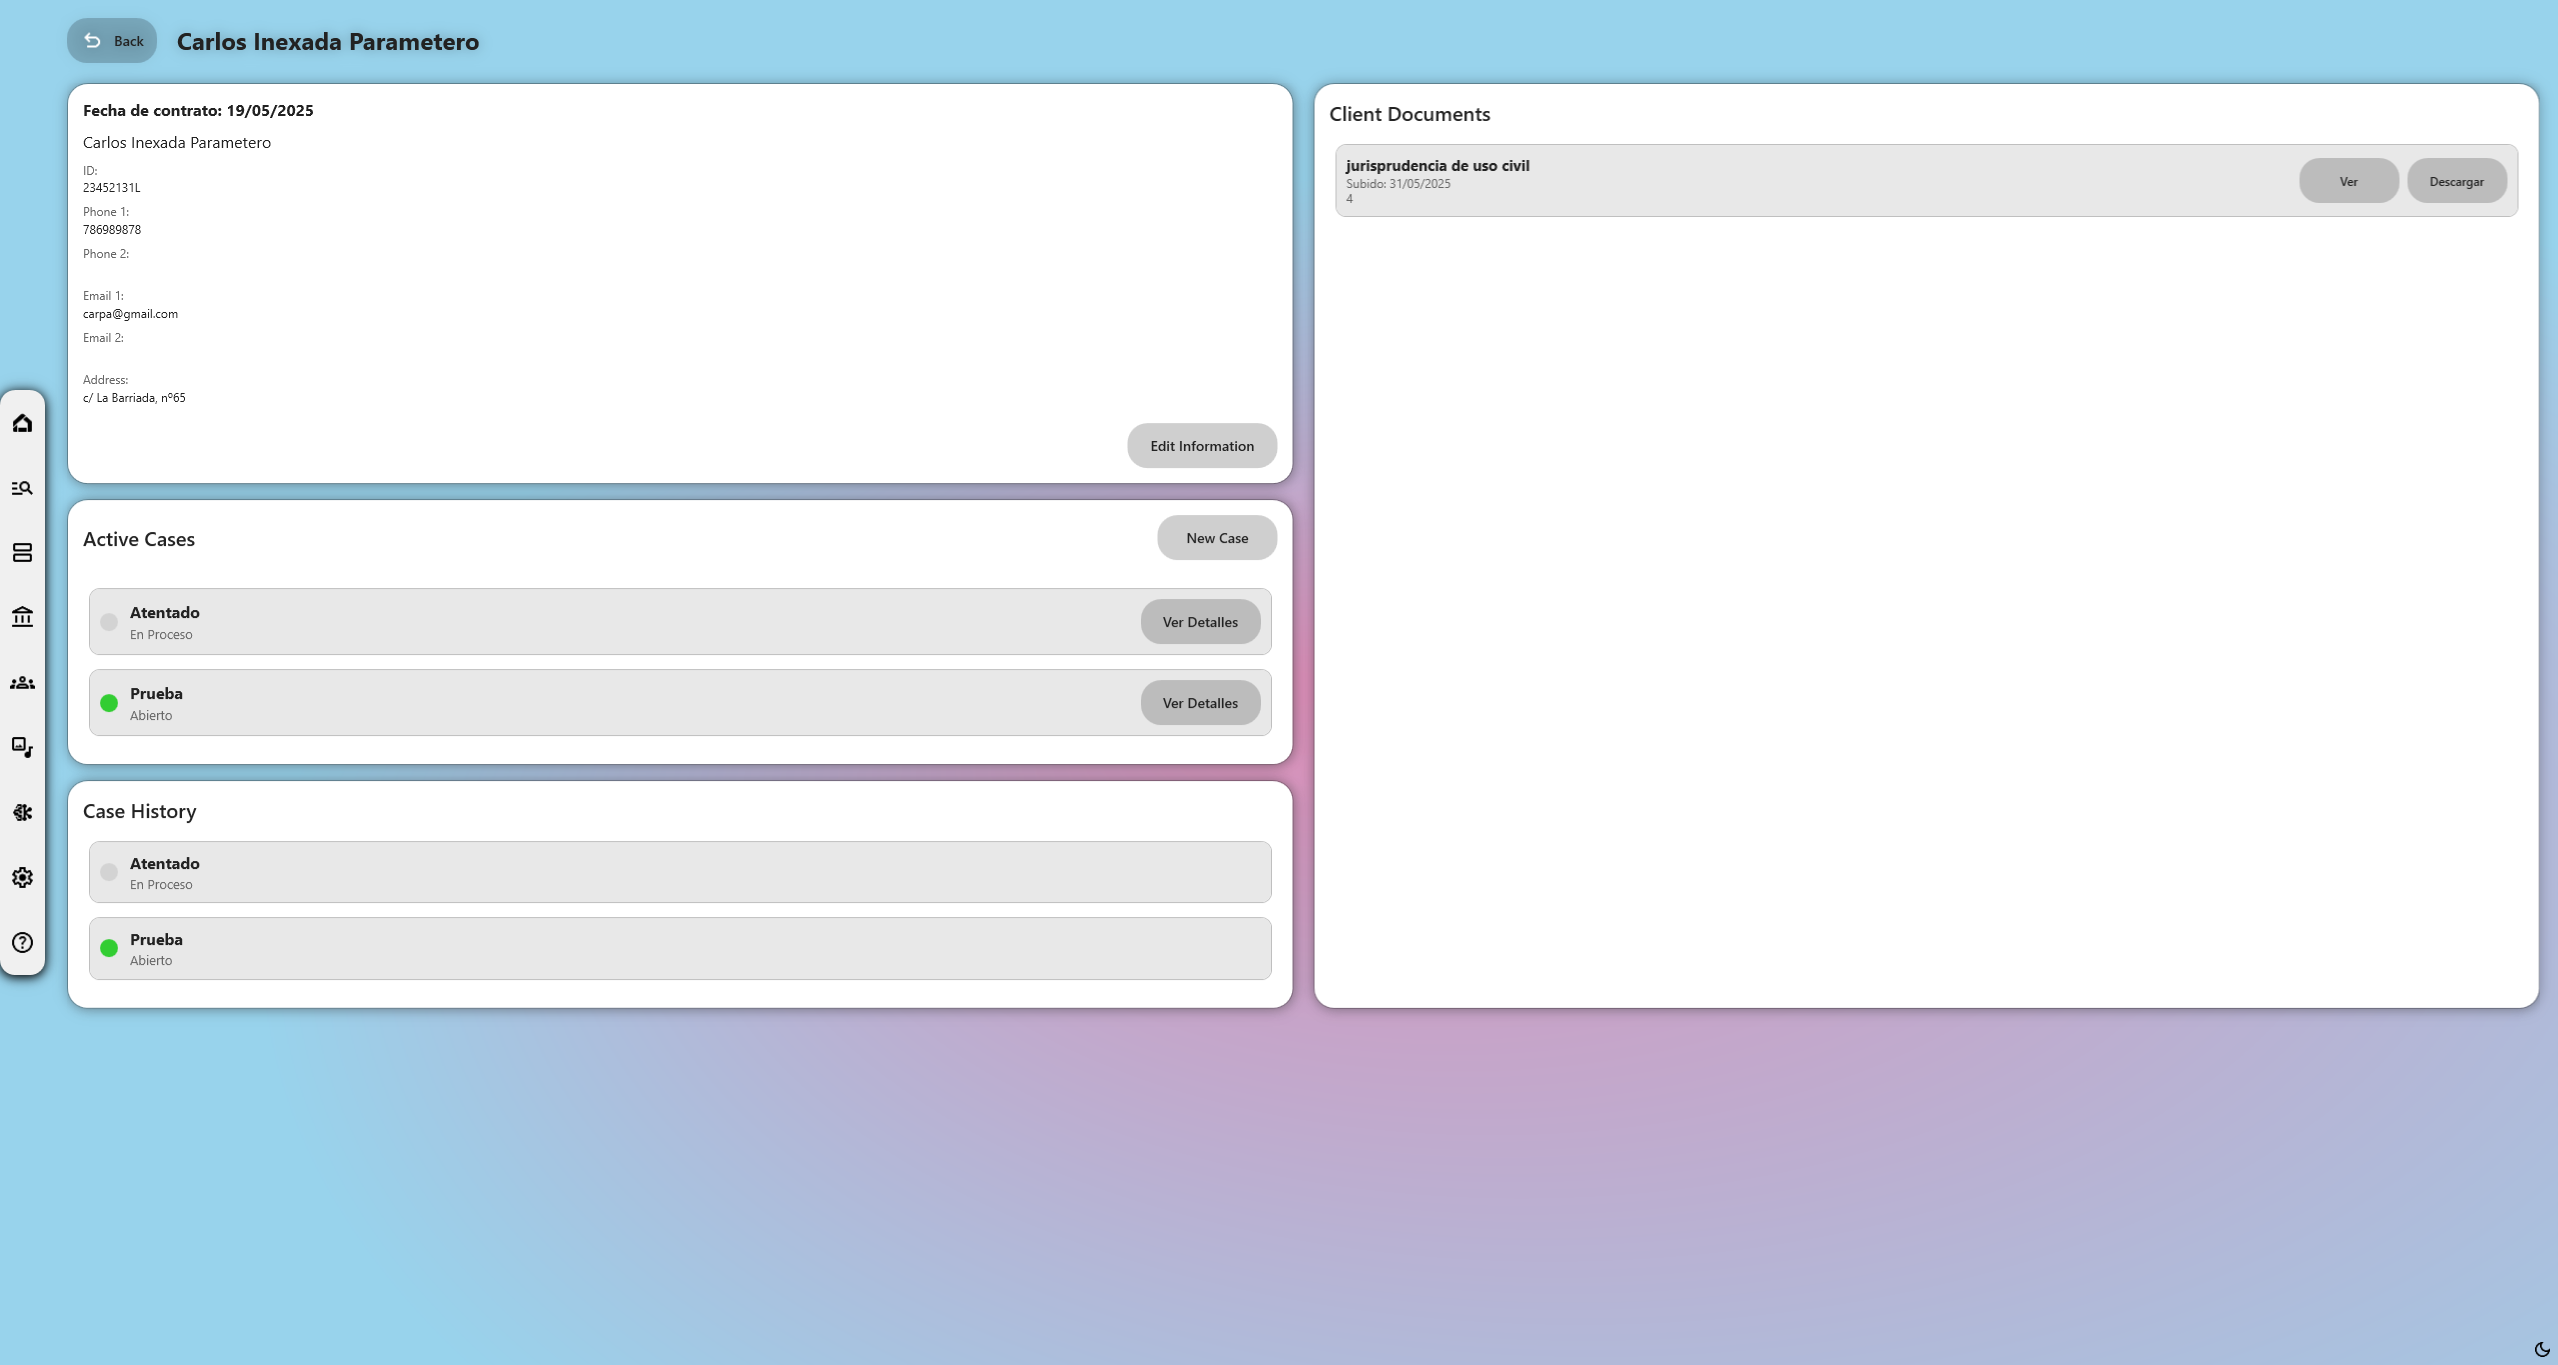 Back
Carlos Inexada Parametero
Fecha de contrato: 19/05/2025
Carlos Inexada Parametero
ID:
23452131L
Phone 1:
786989878
Phone 2:
Email 1:
carpa@gmail.com
Email 2:
Address:
c/ La Barriada, nº65
Edit Information
Active Cases
New Case
Atentado
En Proceso
Ver Detalles
Prueba
Abierto
Ver Detalles
Case History
Atentado
En Proceso
Prueba
Abierto
Client Documents
jurisprudencia de uso civil
Subido: 31/05/2025
4
Ver
Descargar